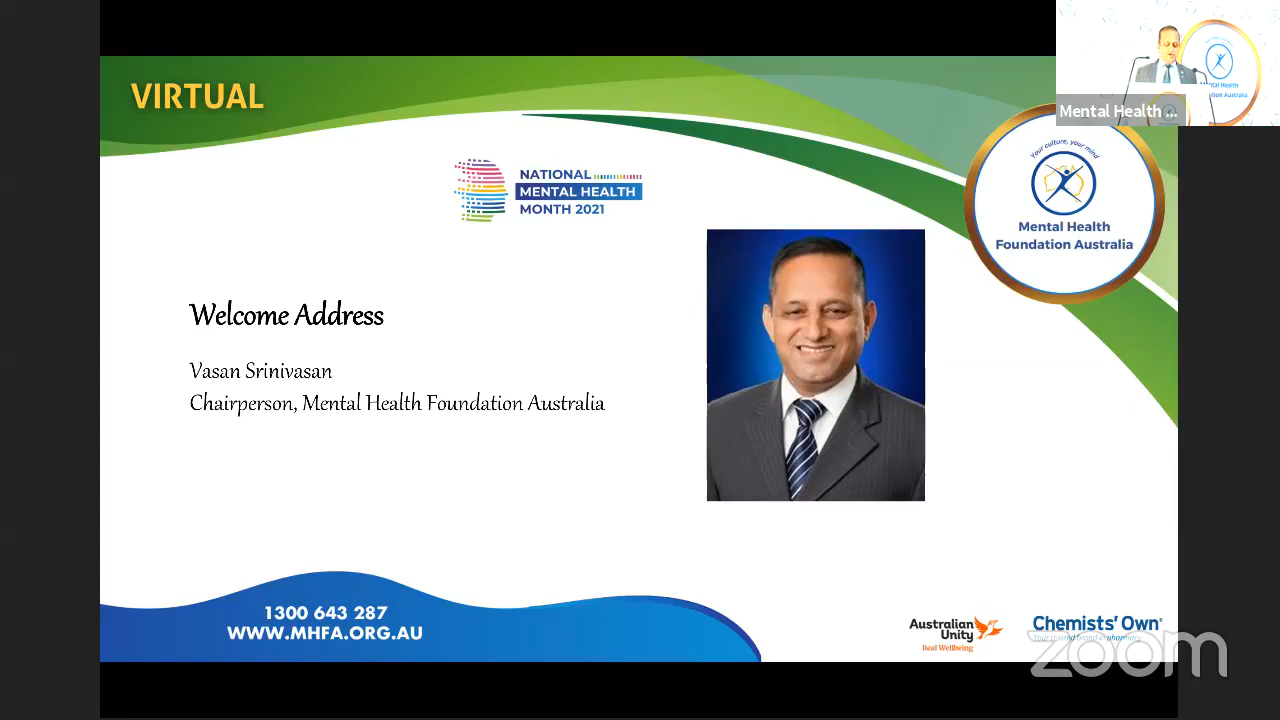 VIRTUAL
NATIONAL
MENTAL HEALTH
MONTH 2021
Your culture, your mind
Mental Health
Foundation Australia
Mental Health ...
Welcome Address
Vasan Srinivasan
Chairperson, Mental Health Foundation Australia
1300 643 287
WWW.MHFA.ORG.AU
Australian
Unity
Real Wellbeing
Chemists' Own®
Your trusted brand in pharmacy
zoom